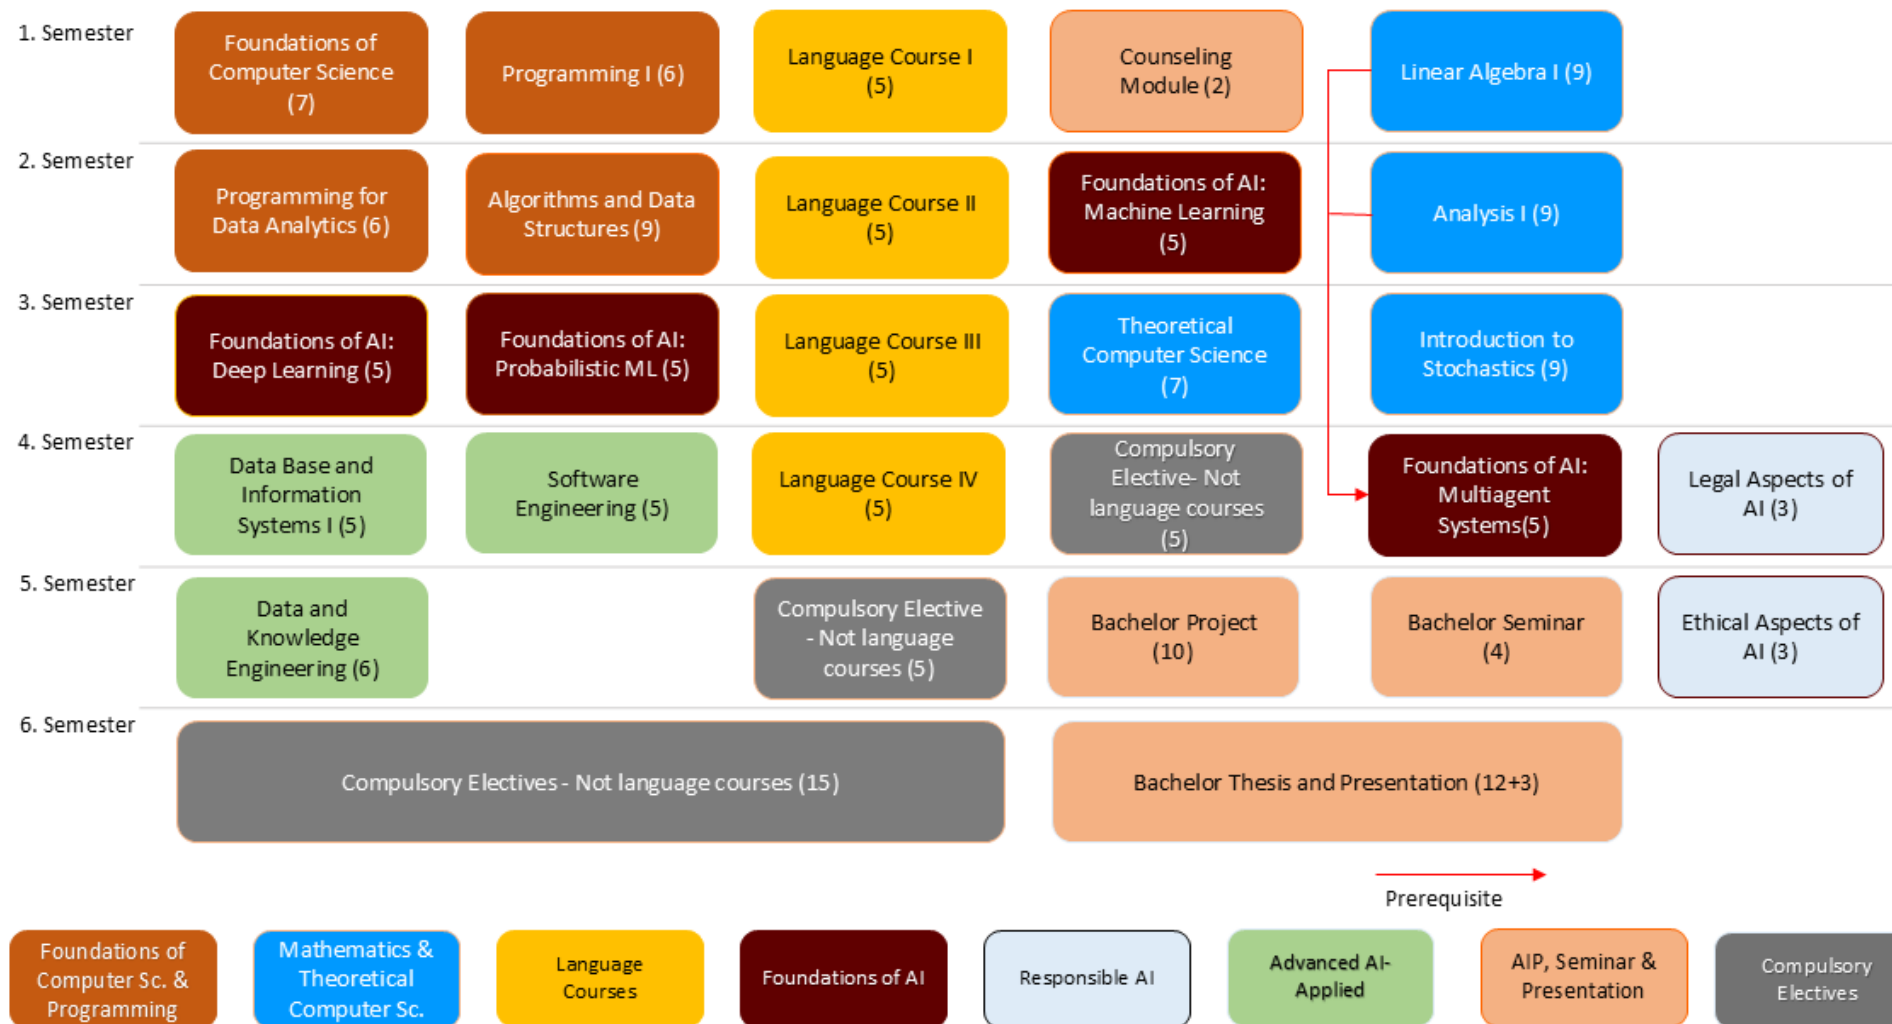 1. Semester
Foundations of
Computer Science
(7)
Programming I (6)
Language Course I
(5)
Counseling
Module (2)
Linear Algebra I (9)
2. Semester
Programming for
Data Analytics (6)
Algorithms and Data
Structures (9)
Language Course II
(5)
Foundations of AI:
Machine Learning
(5)
Analysis I (9)
3. Semester
Foundations of AI:
Deep Learning (5)
Foundations of AI:
Probabilistic ML (5)
Language Course III
(5)
Theoretical
Computer Science
(7)
Introduction to
Stochastics (9)
4. Semester
Data Base and
Information
Systems I (5)
Software
Engineering (5)
Language Course IV
(5)
Compulsory
Elective- Not
language courses
(5)
Foundations of AI:
Multiagent
Systems(5)
Legal Aspects of
AI (3)
5. Semester
Data and
Knowledge
Engineering (6)
Compulsory Elective
- Not language
courses (5)
Bachelor Project
(10)
Bachelor Seminar
(4)
Ethical Aspects of
AI (3)
6. Semester
Compulsory Electives - Not language courses (15)
Bachelor Thesis and Presentation (12+3)
Prerequisite
Foundations of
Computer Sc. &
Programming
Mathematics &
Theoretical
Computer Sc.
Language
Courses
Foundations of AI
Responsible AI
Advanced AI-
Applied
AIP, Seminar &
Presentation
Compulsory
Electives